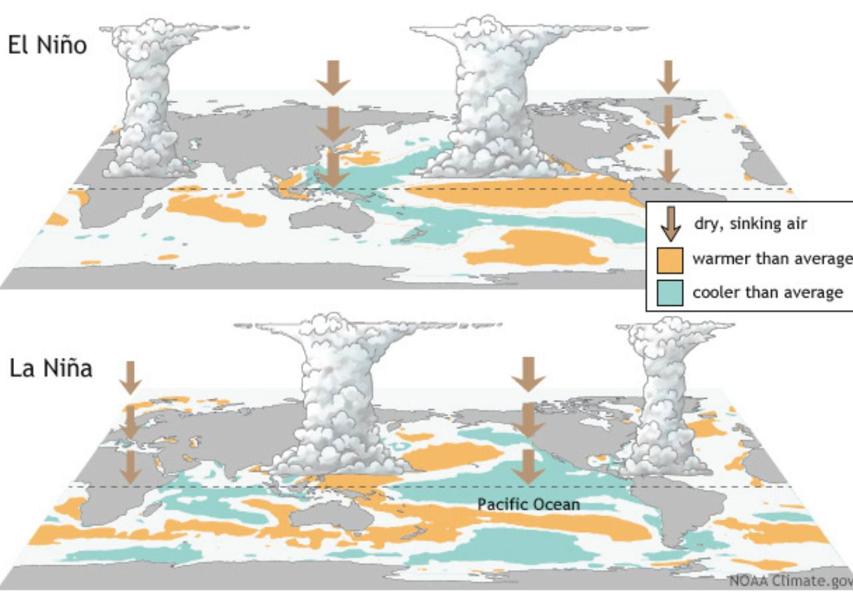 El Niño
dry, sinking air
warmer than average
cooler than average
La Niña
Pacific Ocean
NOAA Climate.gov